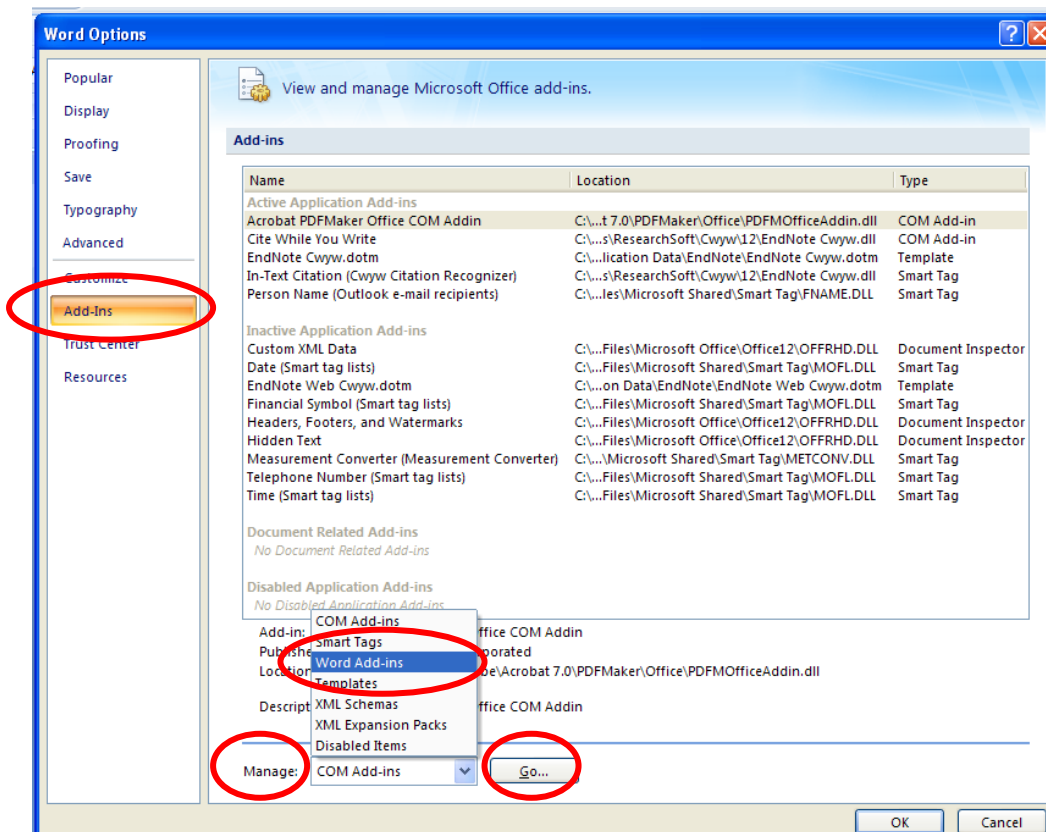 Word Options
Popular
Display
Proofing
Save
Typography
Advanced
Customize
Add-Ins
Trust Center
Resources
View and manage Microsoft Office add-ins.
Add-ins
Name Location Type
Active Application Add-ins
Acrobat PDFMaker Office COM Addin C:\...t 7.0\PDFMaker\Office\PDFMOfficeAddin.dll COM Add-in
Cite While You Write C:\...s\ResearchSoft\Cwyw\12\EndNote Cwyw.dll COM Add-in
EndNote Cwyw.dotm C:\...lication Data\EndNote\EndNote Cwyw.dotm Template
In-Text Citation (Cwyw Citation Recognizer) C:\...s\ResearchSoft\Cwyw\12\EndNote Cwyw.dll Smart Tag
Person Name (Outlook e-mail recipients) C:\...les\Microsoft Shared\Smart Tag\FNAME.DLL Smart Tag
Inactive Application Add-ins
Custom XML Data C:\...Files\Microsoft Office\Office12\OFFRHD.DLL Document Inspector
Date (Smart tag lists) C:\...Files\Microsoft Shared\Smart Tag\MOFL.DLL Smart Tag
EndNote Web Cwyw.dotm C:\...on Data\EndNote\EndNote Web Cwyw.dotm Template
Financial Symbol (Smart tag lists) C:\...Files\Microsoft Shared\Smart Tag\MOFL.DLL Smart Tag
Headers, Footers, and Watermarks C:\...Files\Microsoft Office\Office12\OFFRHD.DLL Document Inspector
Hidden Text C:\...Files\Microsoft Office\Office12\OFFRHD.DLL Document Inspector
Measurement Converter (Measurement Converter) C:\...\Microsoft Shared\Smart Tag\METCONV.DLL Smart Tag
Telephone Number (Smart tag lists) C:\...Files\Microsoft Shared\Smart Tag\MOFL.DLL Smart Tag
Time (Smart tag lists) C:\...Files\Microsoft Shared\Smart Tag\MOFL.DLL Smart Tag
Document Related Add-ins
No Document Related Add-ins
Disabled Application Add-ins
No Disabled Application Add-ins
Add-in: ffice COM Addin
Publishe porated
Location be\Acrobat 7.0\PDFMaker\Office\PDFMOfficeAddin.dll
Descript ffice COM Addin
COM Add-ins
Smart Tags
Word Add-ins
Templates
XML Schemas
XML Expansion Packs
Disabled Items
Manage: COM Add-ins Go...
OK Cancel